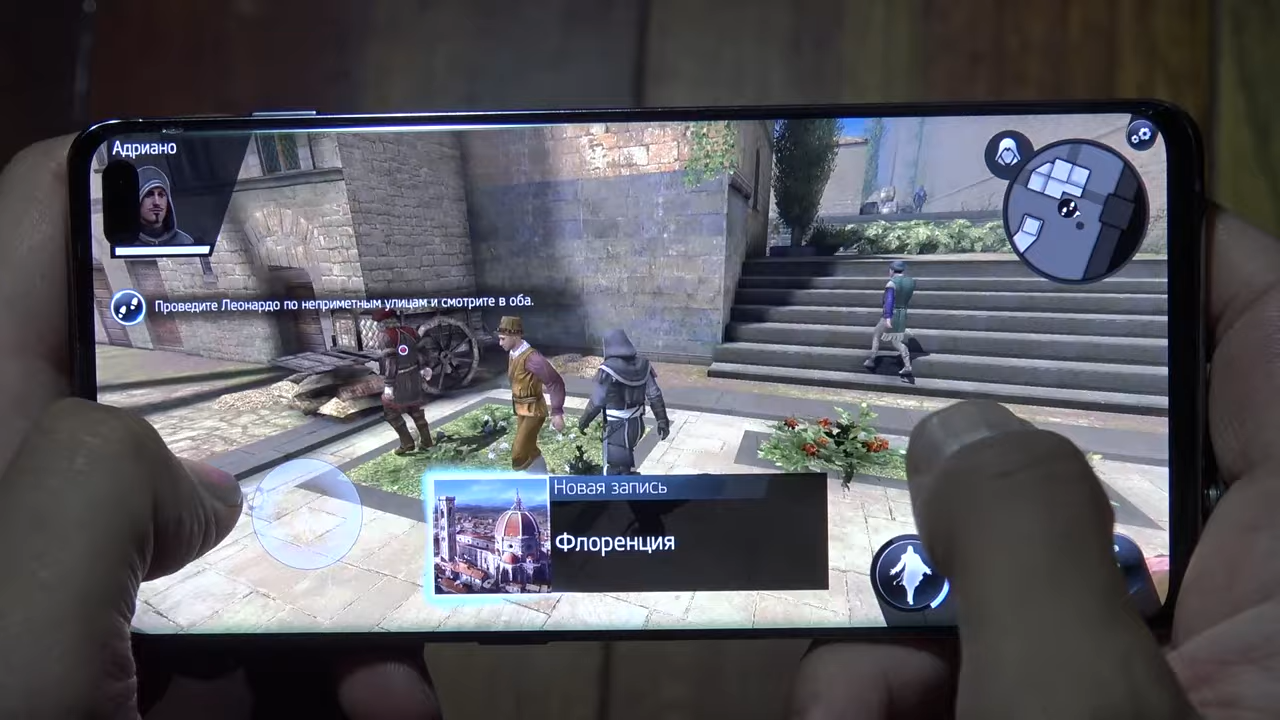 Адриано
Проведите Леонардо по неприметным улицам и смотрите в оба.
Новая запись
Флоренция